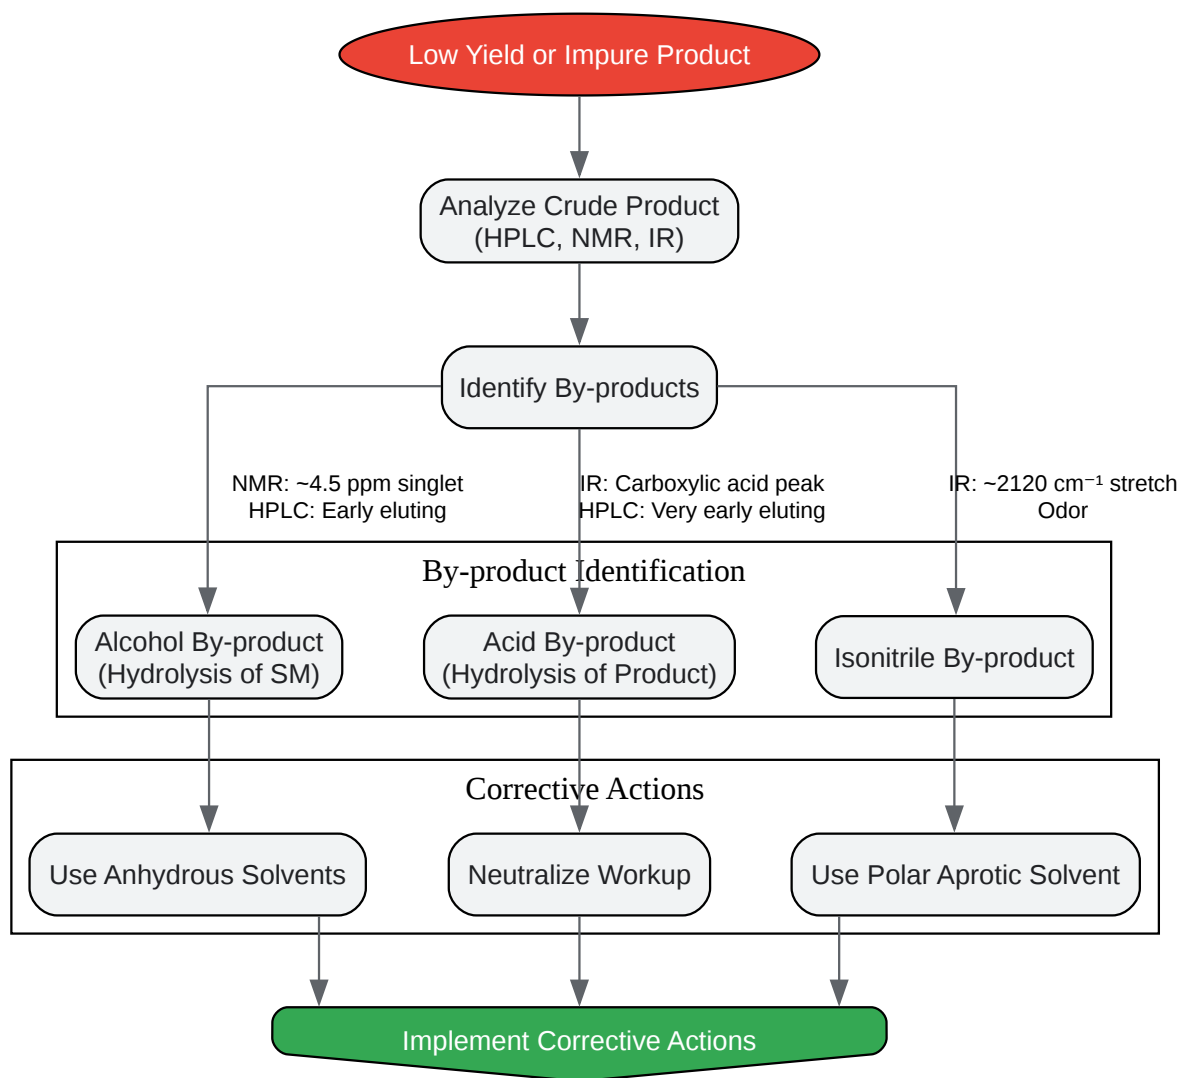 Low Yield or Impure Product
Analyze Crude Product
(HPLC, NMR, IR)
Identify By-products
NMR: ~4.5 ppm singlet
HPLC: Early eluting
IR: Carboxylic acid peak
HPLC: Very early eluting
IR: ~2120 cm⁻¹ stretch
Odor
By-product Identification
Alcohol By-product
(Hydrolysis of SM)
Acid By-product
(Hydrolysis of Product)
Isonitrile By-product
Corrective Actions
Use Anhydrous Solvents
Neutralize Workup
Use Polar Aprotic Solvent
Implement Corrective Actions